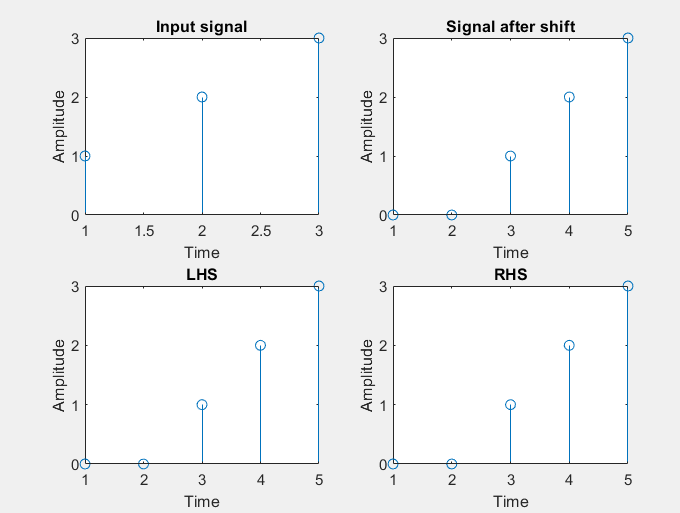 Input signal
Amplitude
3
2
1
0
1 1.5 2 2.5 3
Time
Signal after shift
Amplitude
3
2
1
0
1 2 3 4 5
Time
LHS
Amplitude
3
2
1
0
1 2 3 4 5
Time
RHS
Amplitude
3
2
1
0
1 2 3 4 5
Time